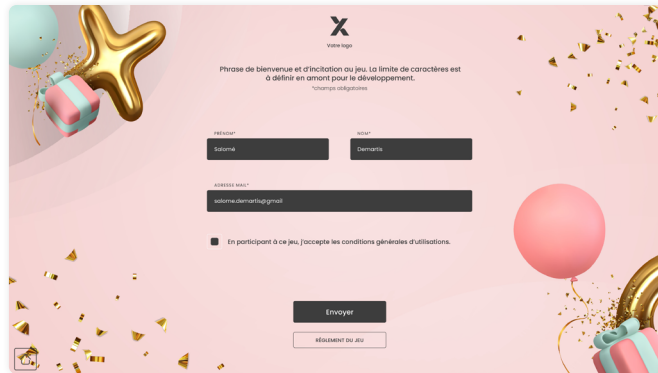 X
Votre logo
Phrase de bienvenue et d'incitation au jeu. La limite de caractères est
à définir en amont pour le développement.
*champs obligatoires
PRÉNOM*
NOM*
Salomé
Demartis
ADRESSE MAIL*
salome.demartis@gmail
En participant à ce jeu, j'accepte les conditions générales d'utilisations.
Envoyer
RÈGLEMENT DU JEU